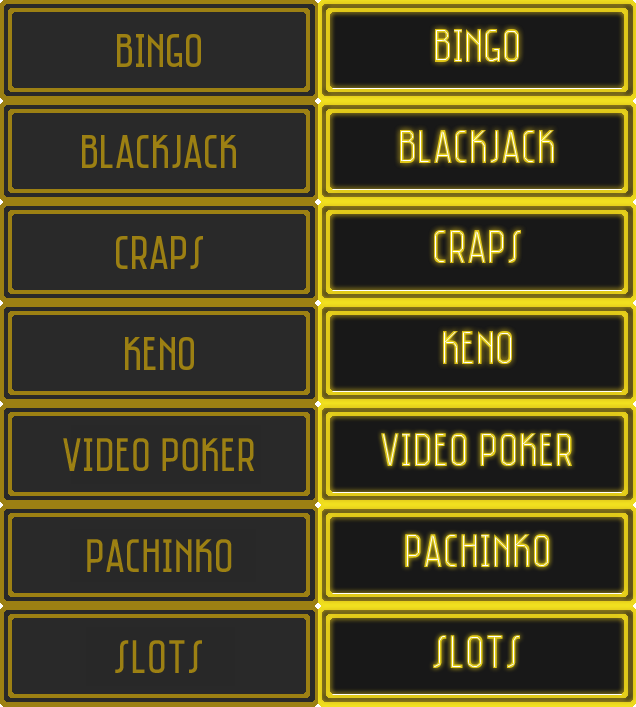 BINGO BINGO
BLACKJACK BLACKJACK
CRAPS CRAPS
KENO KENO
VIDEO POKER VIDEO POKER
PACHINKO PACHINKO
SLOTS SLOTS